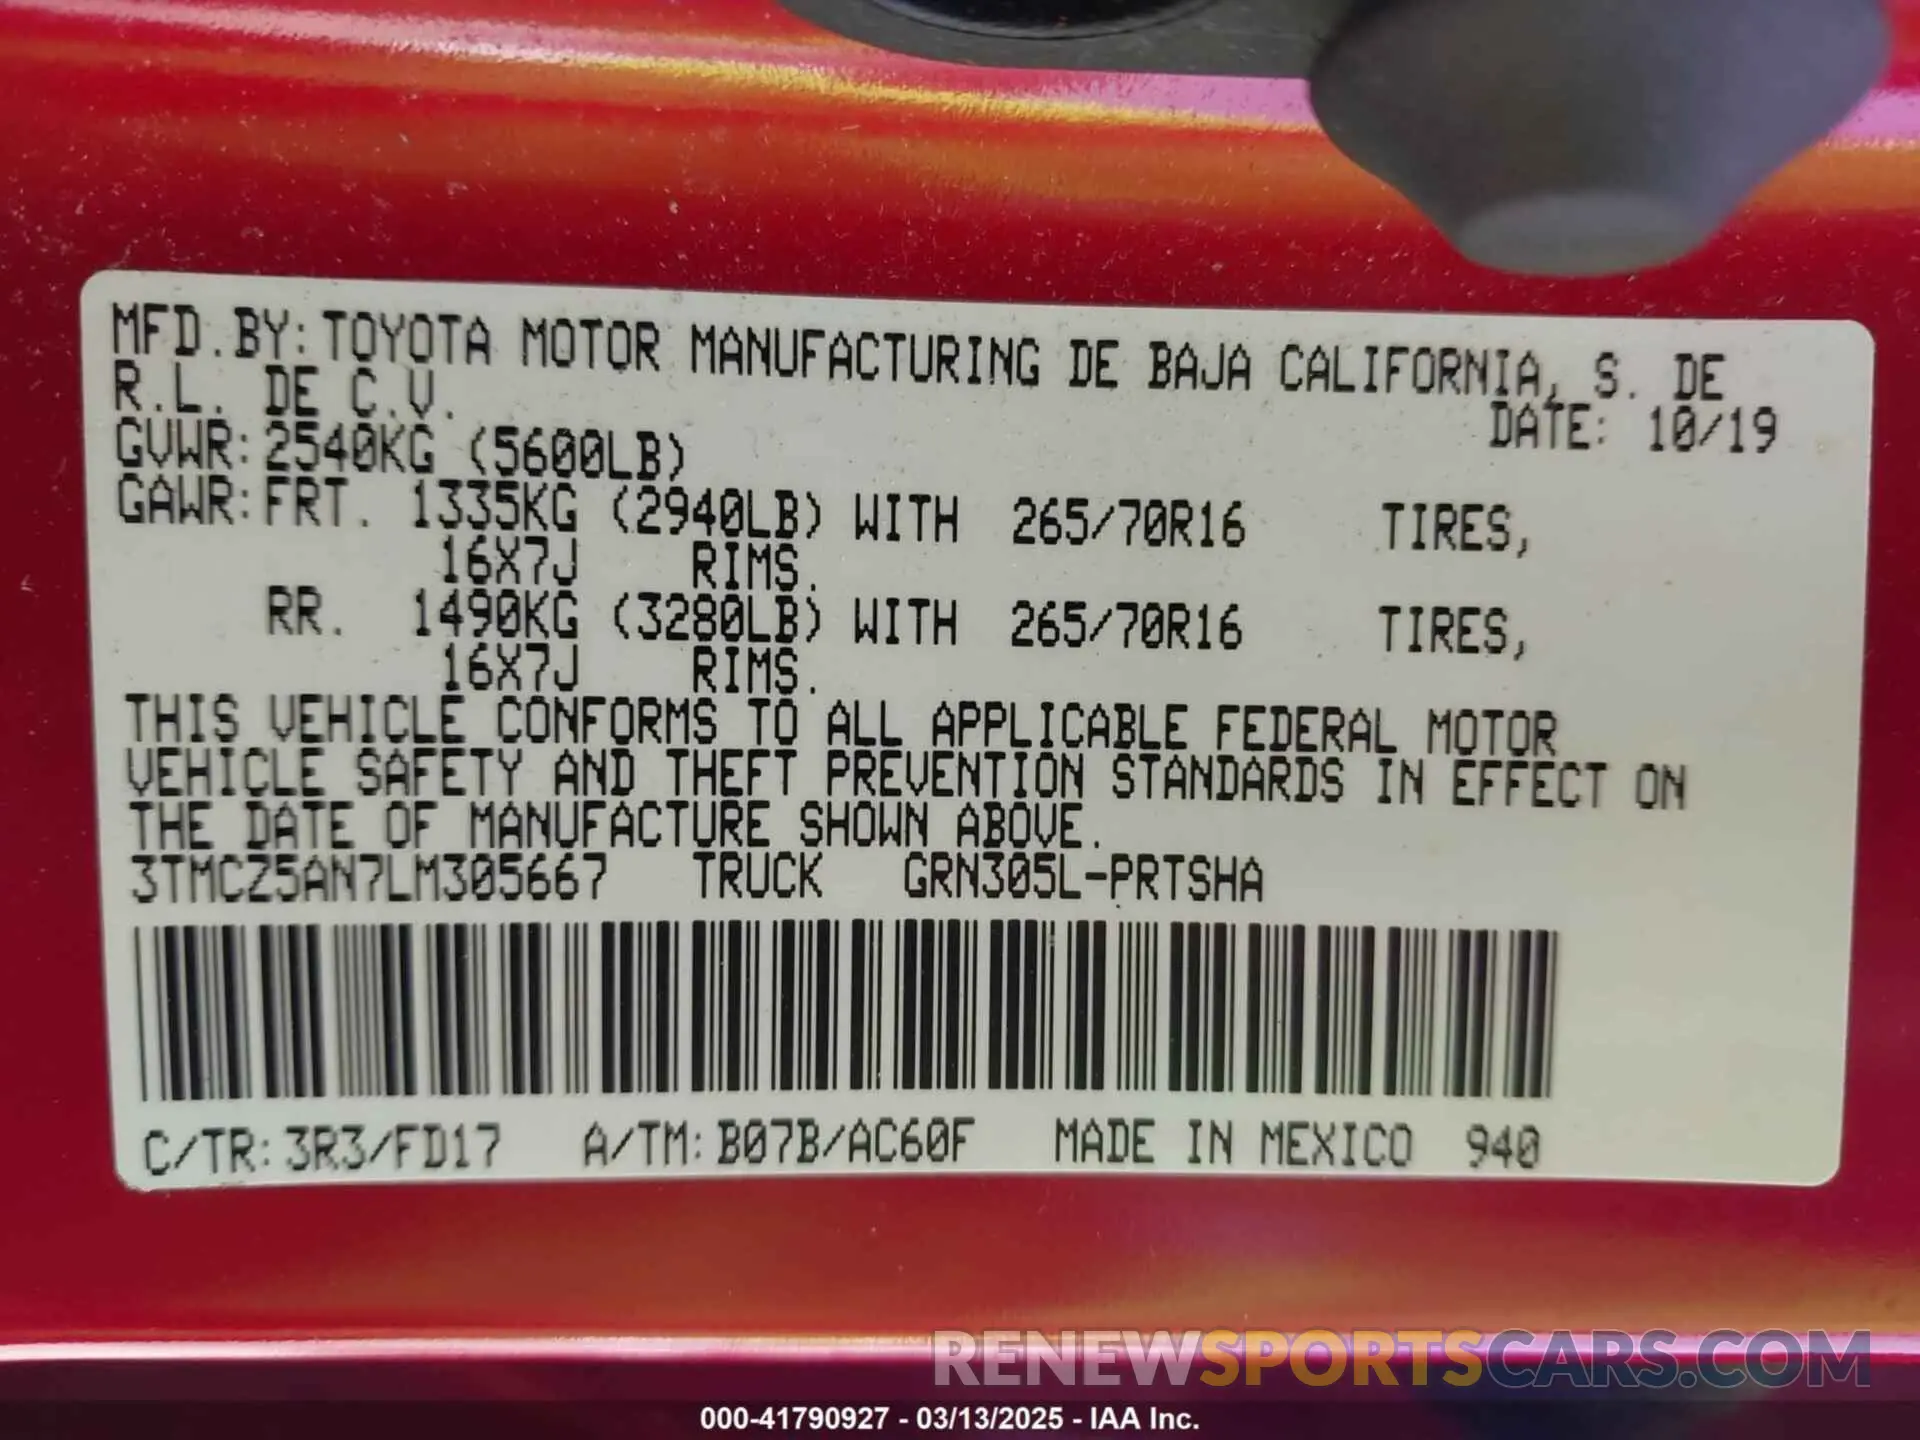 MFD.BY:TOYOTA MOTOR MANUFACTURING DE BAJA CALIFORNIA, S. DE
R.L. DE C.V.
DATE: 10/19
GVWR:2540KG (5600LB)
GAWR:FRT. 1335KG (2940LB) WITH 265/70R16 TIRES,
16X7J RIMS.
RR. 1490KG (3280LB) WITH 265/70R16 TIRES,
16X7J RIMS.
THIS VEHICLE CONFORMS TO ALL APPLICABLE FEDERAL MOTOR
VEHICLE SAFETY AND THEFT PREVENTION STANDARDS IN EFFECT ON
THE DATE OF MANUFACTURE SHOWN ABOVE.
3TMCZ5AN7LM305667 TRUCK GRN305L-PRTSHA
C/TR:3R3/FD17 A/TM:B07B/AC60F MADE IN MEXICO 940
RENEWSPORTSCARS.COM
000-41790927 - 03/13/2025 - IAA Inc.